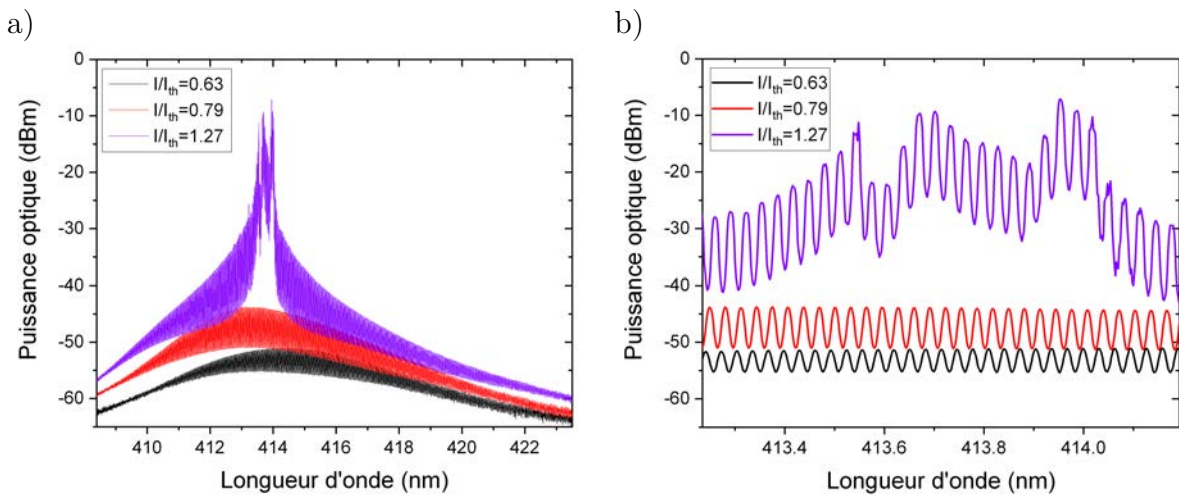 a)
0
-10
-20
-30
-40
-50
-60
Puissance optique (dBm)
I/Ith=0.63
I/Ith=0.79
I/Ith=1.27
410 412 414 416 418 420 422
Longueur d'onde (nm)
b)
0
-10
-20
-30
-40
-50
-60
Puissance optique (dBm)
I/Ith=0.63
I/Ith=0.79
I/Ith=1.27
413.4 413.6 413.8 414.0
Longueur d'onde (nm)